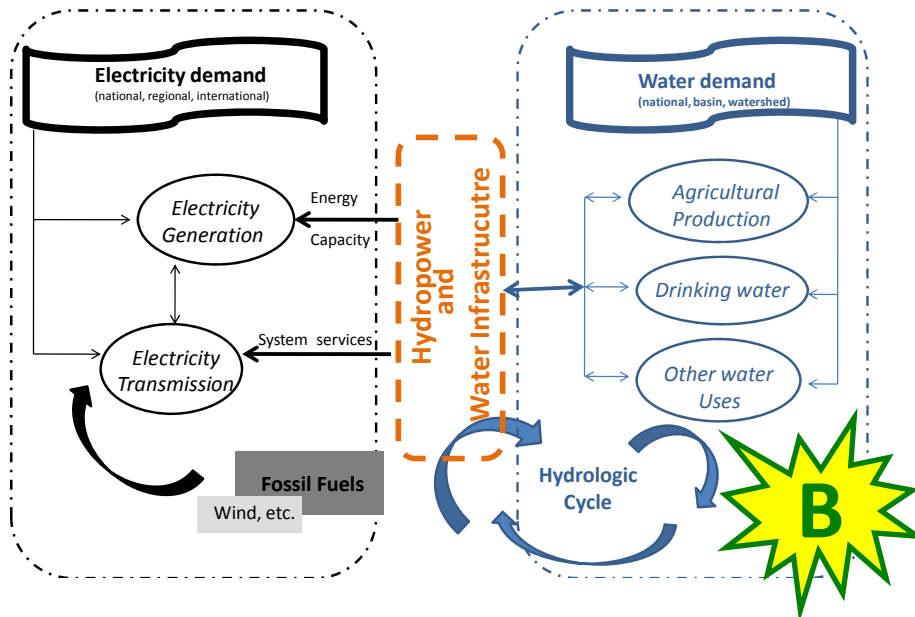 Electricity demand
(national, regional, international)
Water demand
(national, basin, watershed)
Electricity
Generation
Energy
Capacity
Electricity
Transmission
System services
Hydropower
and
Water Infrastrucutre
Agricultural
Production
Drinking water
Other water
Uses
Fossil Fuels
Wind, etc.
Hydrologic
Cycle
B